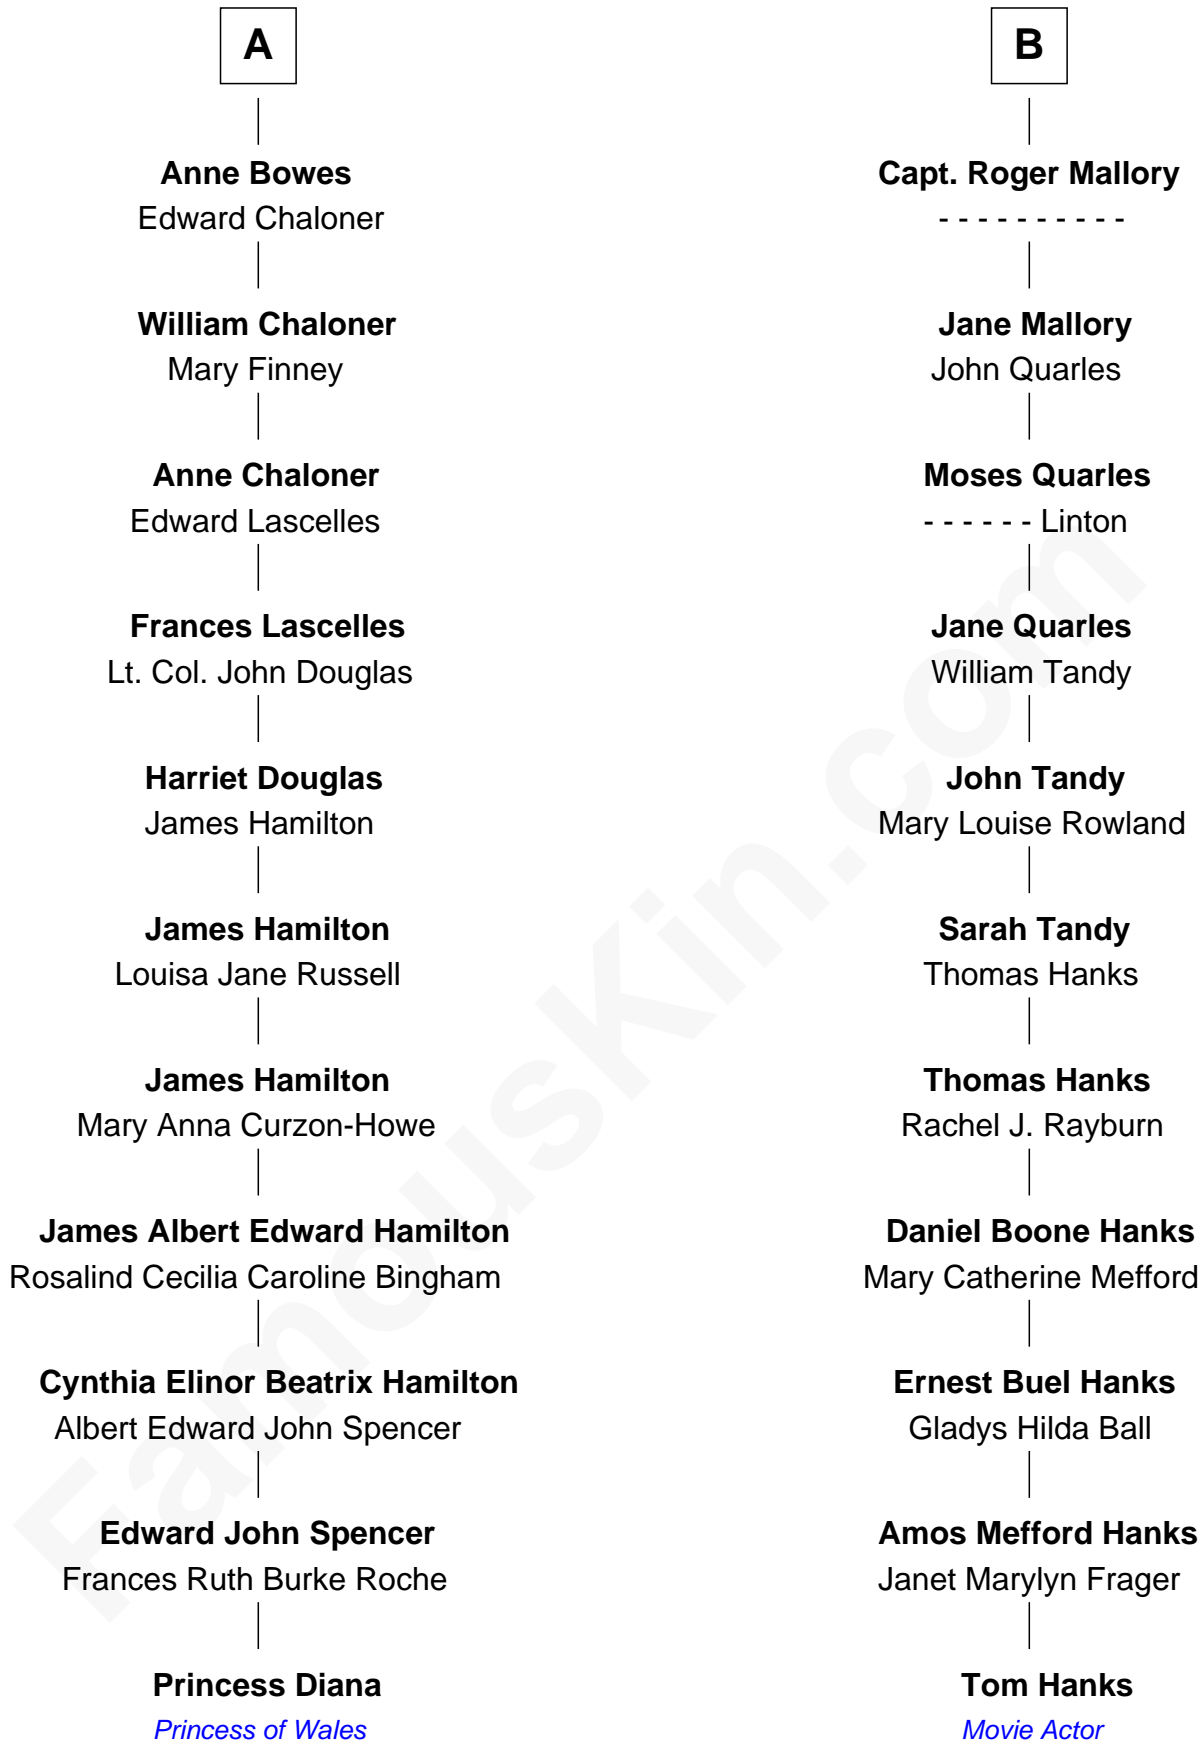 A
Anne Bowes
Edward Chaloner
William Chaloner
Mary Finney
Anne Chaloner
Edward Lascelles
Frances Lascelles
Lt. Col. John Douglas
Harriet Douglas
James Hamilton
James Hamilton
Louisa Jane Russell
James Hamilton
Mary Anna Curzon-Howe
James Albert Edward Hamilton
Rosalind Cecilia Caroline Bingham
Cynthia Elinor Beatrix Hamilton
Albert Edward John Spencer
Edward John Spencer
Frances Ruth Burke Roche
Princess Diana
Princess of Wales
B
Capt. Roger Mallory
- - - - - - - - - -
Jane Mallory
John Quarles
Moses Quarles
- - - - - - Linton
Jane Quarles
William Tandy
John Tandy
Mary Louise Rowland
Sarah Tandy
Thomas Hanks
Thomas Hanks
Rachel J. Rayburn
Daniel Boone Hanks
Mary Catherine Mefford
Ernest Buel Hanks
Gladys Hilda Ball
Amos Mefford Hanks
Janet Marylyn Frager
Tom Hanks
Movie Actor
FamousKin.com